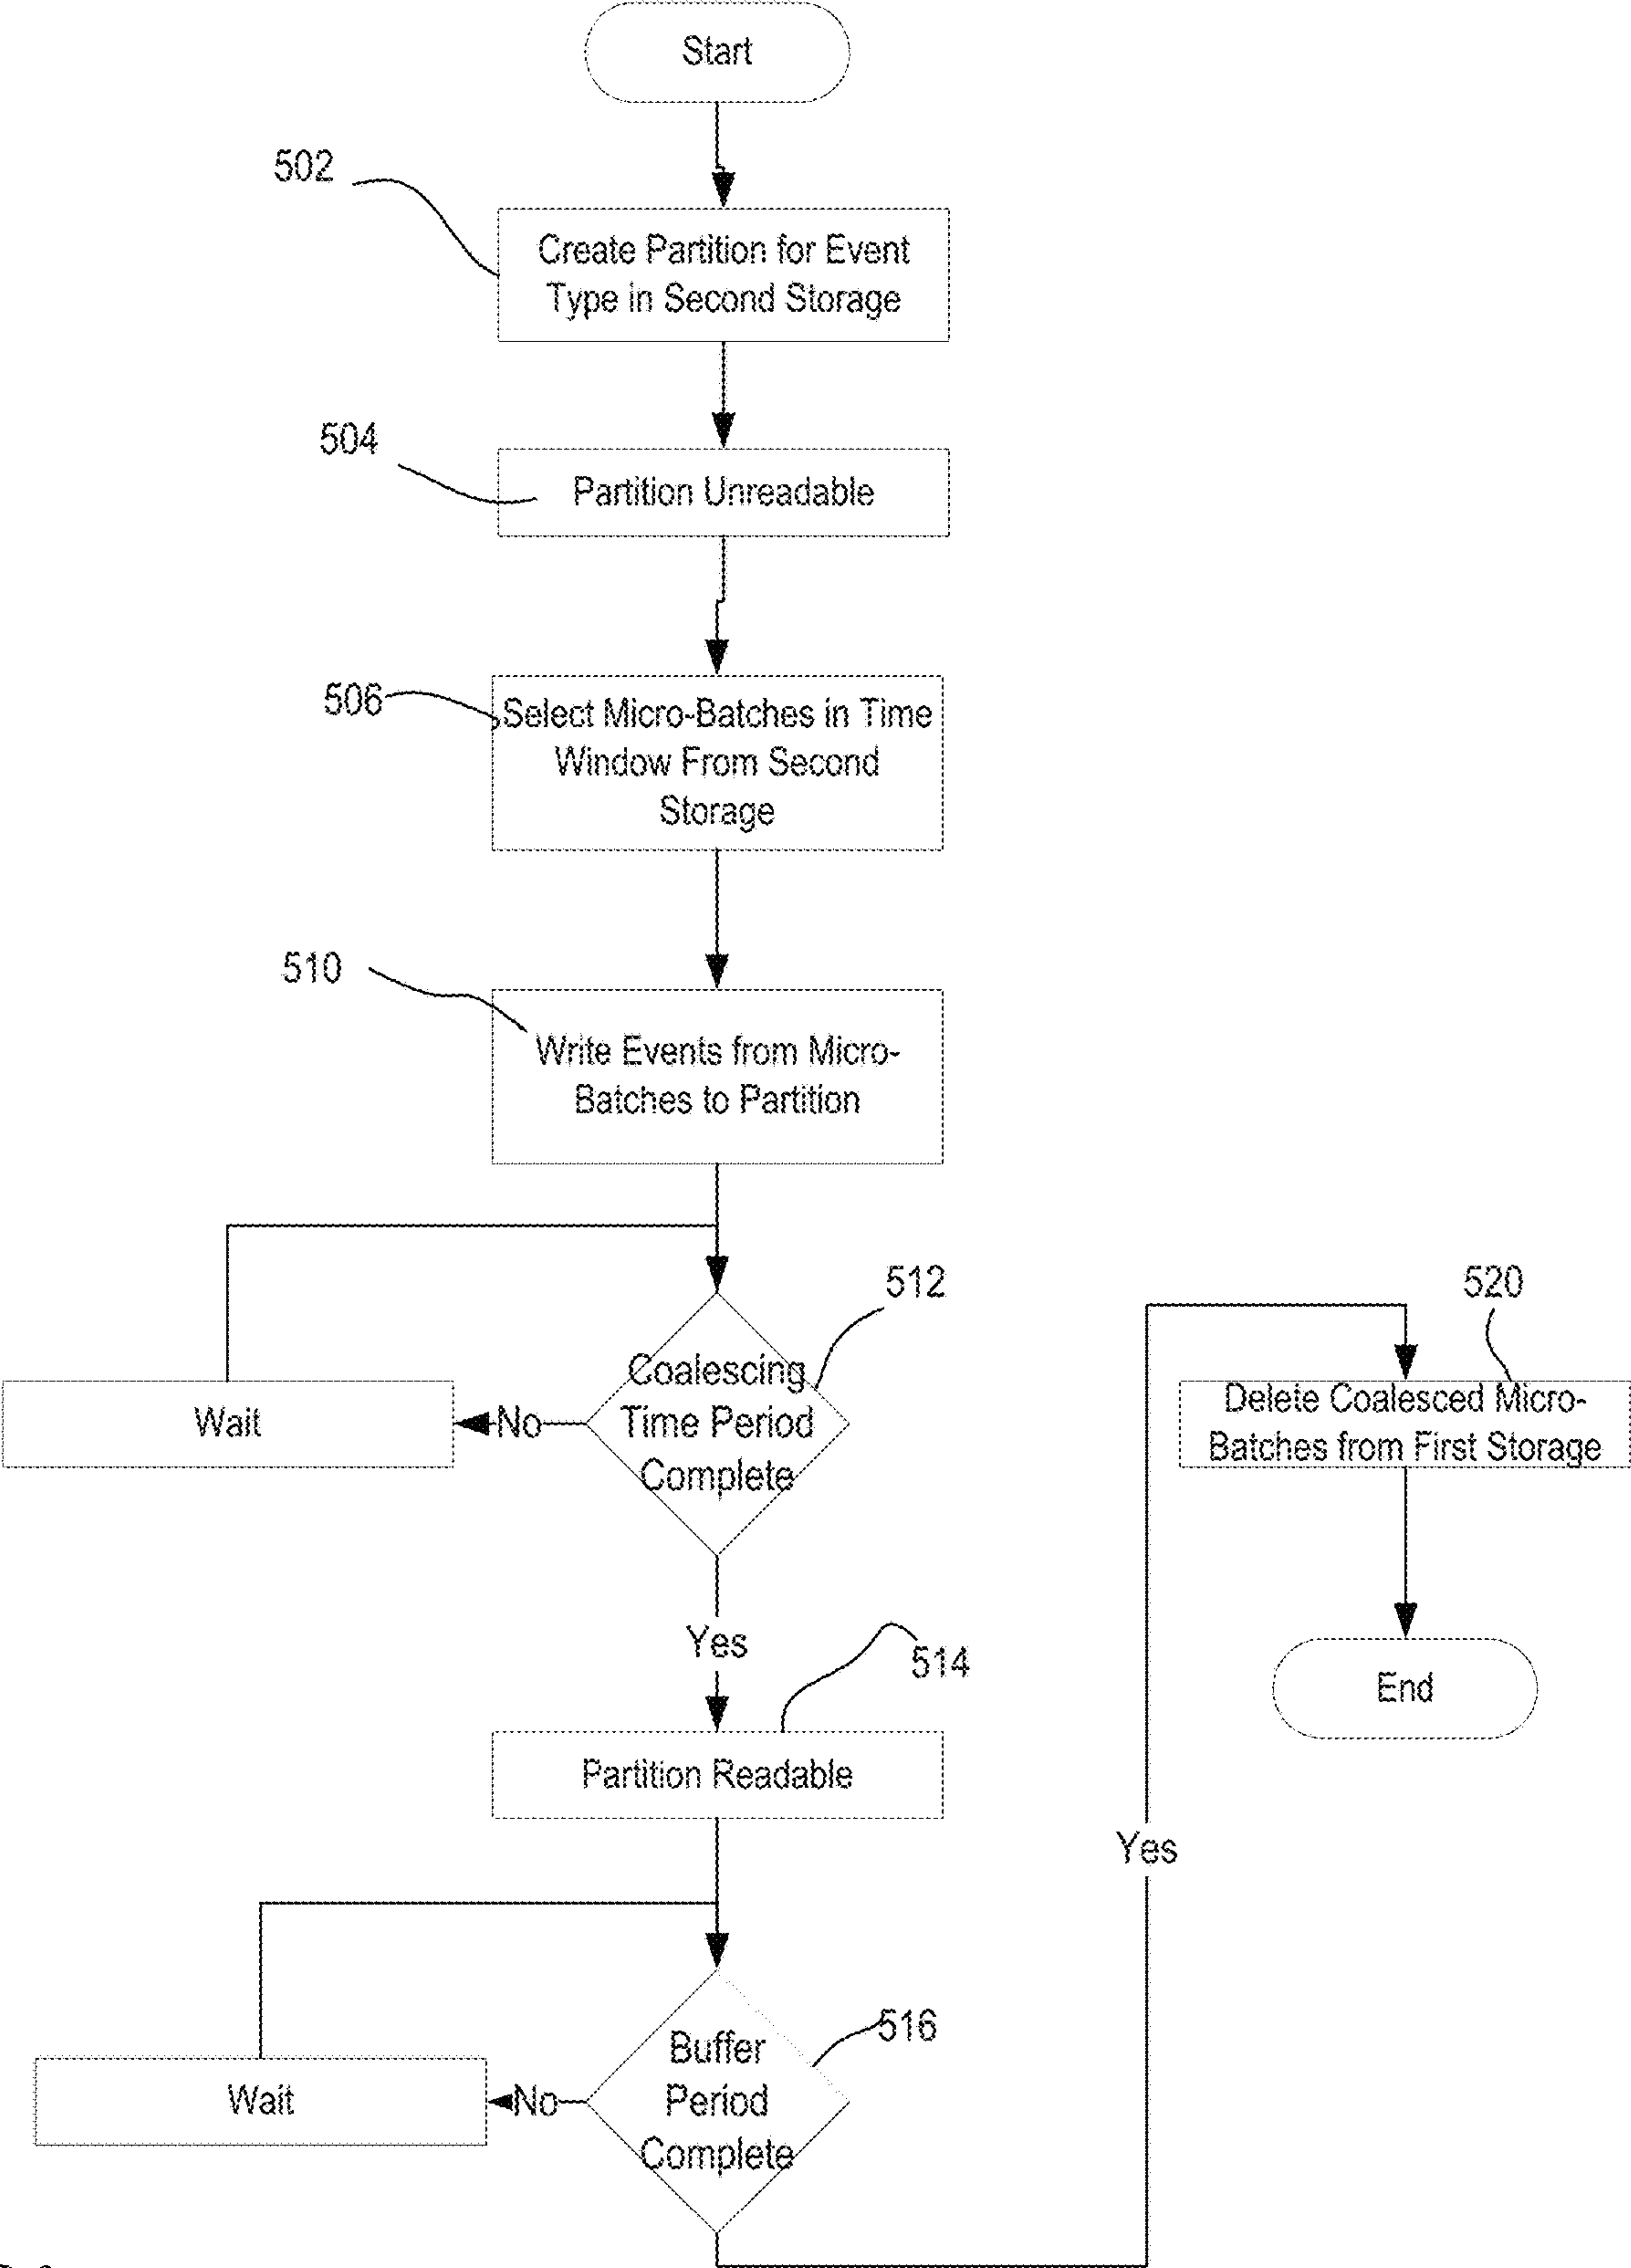 Start
502
Create Partition for Event
Type in Second Storage
504
Partition Unreadable
506
Select Micro-Batches in Time
Window From Second
Storage
510
Write Events from Micro-
Batches to Partition
512
Coalescing
Time Period
Complete
No
Wait
Yes
514
Partition Readable
516
Buffer
Period
Complete
No
Wait
Yes
520
Delete Coalesced Micro-
Batches from First Storage
End